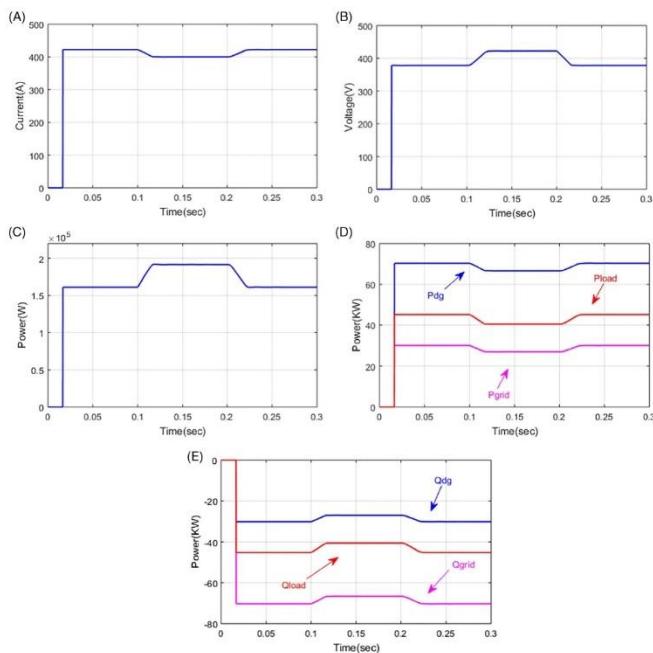 (A)
500
400
300
200
100
0
Current(A)
0 0.05 0.1 0.15 0.2 0.25 0.3
Time(sec)
(B)
500
400
300
200
100
0
Voltage(V)
0 0.05 0.1 0.15 0.2 0.25 0.3
Time(sec)
(C)
× 10 5
2
1.5
1
0.5
0
Power(W)
0 0.05 0.1 0.15 0.2 0.25 0.3
Time(sec)
(D)
80
60
40
20
0
Power(KW)
Pdg
Pload
Pgrid
0 0.05 0.1 0.15 0.2 0.25 0.3
Time(sec)
(E)
0
-20
-40
-60
-80
Power(KW)
Qdg
Qload
Qgrid
0 0.05 0.1 0.15 0.2 0.25 0.3
Time(sec)